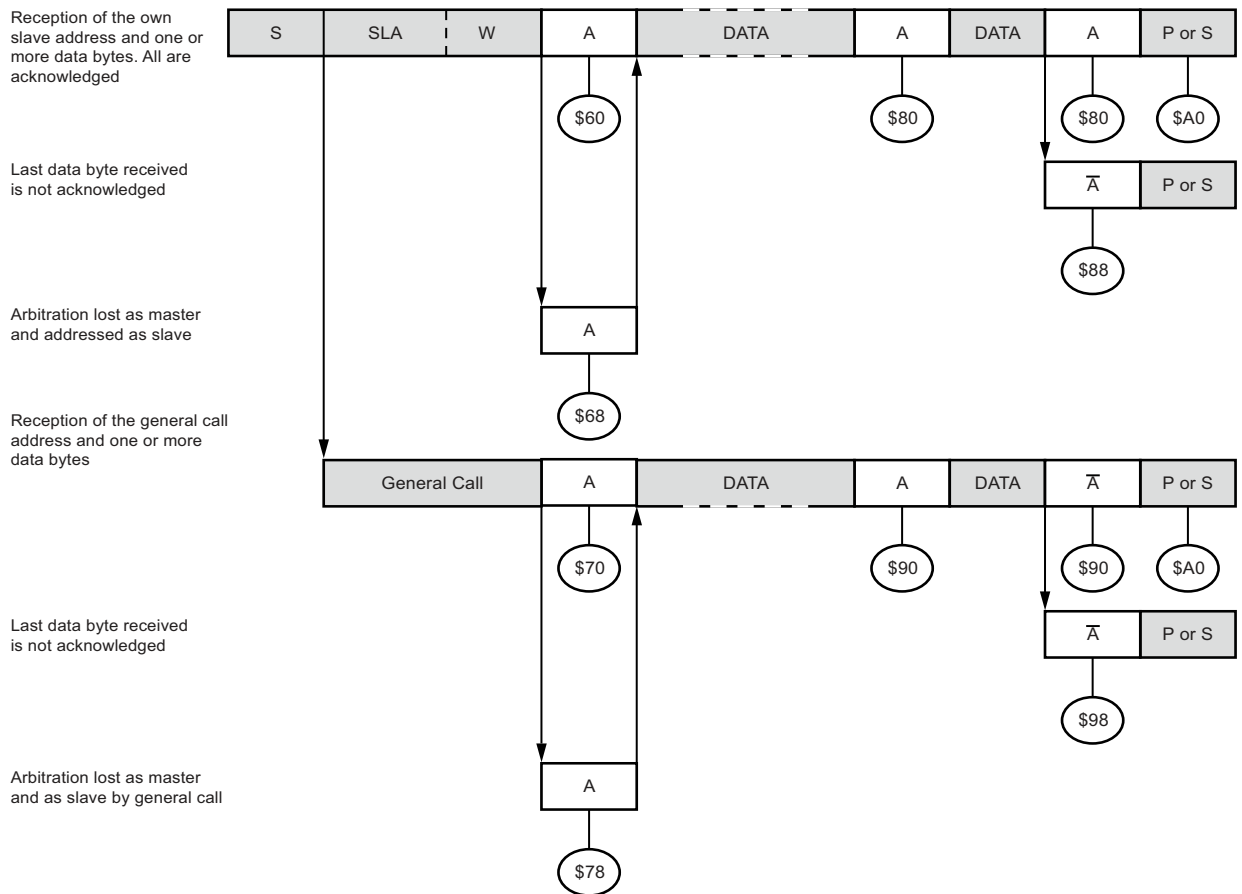 Reception of the own
slave address and one or
more data bytes. All are
acknowledged
S SLA W A DATA A DATA A P or S
$60 $80 $80 $A0
Last data byte received
is not acknowledged
A̅ P or S
$88
Arbitration lost as master
and addressed as slave
A
$68
Reception of the general call
address and one or more
data bytes
General Call A DATA A DATA A̅ P or S
$70 $90 $90 $A0
Last data byte received
is not acknowledged
A̅ P or S
$98
Arbitration lost as master
and as slave by general call
A
$78